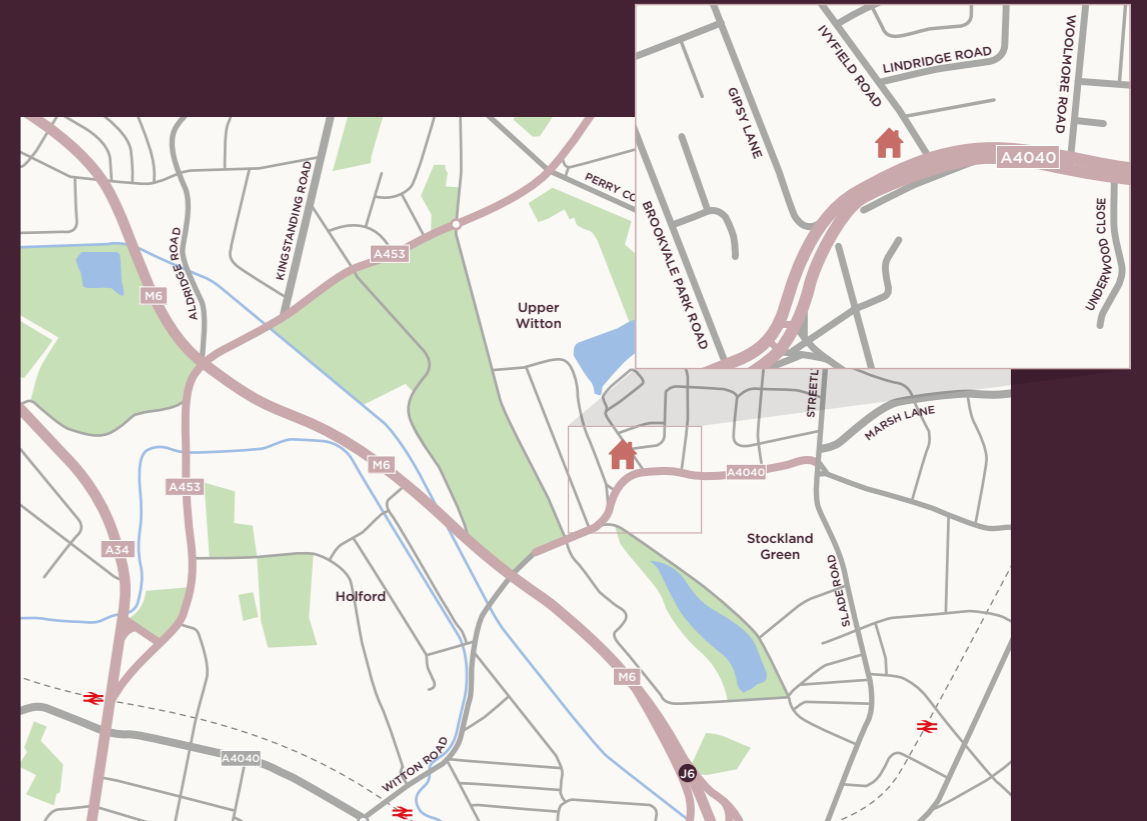 IVYFIELD ROAD
LINDRIDGE ROAD
WOOLMORE ROAD
GIPSY LANE
A4040
BROOKVALE PARK ROAD
UNDERWOOD CLOSE
KINGSTANDING ROAD
PERRY
ALDRIDGE ROAD
A453
M6
Upper
Witton
STREETL
MARSH LANE
M6
A4040
A453
A34
Stockland
Green
Holford
SLADE ROAD
M6
A4040
WITTON ROAD
J6